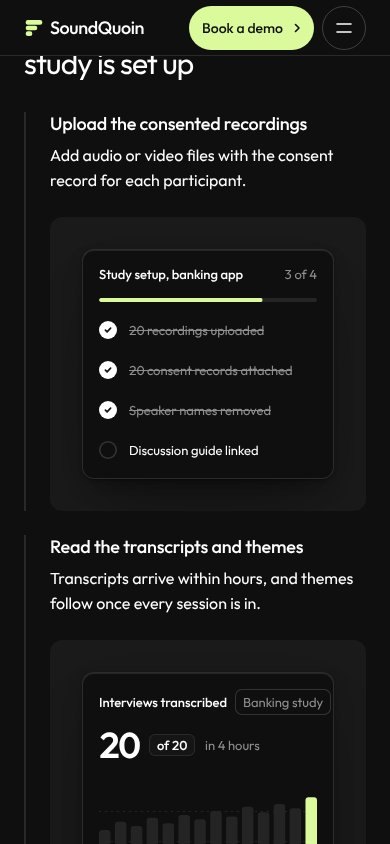 SoundQuoin
Book a demo
study is set up
Upload the consented recordings
Add audio or video files with the consent
record for each participant.
Study setup, banking app
3 of 4
20 recordings uploaded
20 consent records attached
Speaker names removed
Discussion guide linked
Read the transcripts and themes
Transcripts arrive within hours, and themes
follow once every session is in.
Interviews transcribed
Banking study
20 of 20 in 4 hours